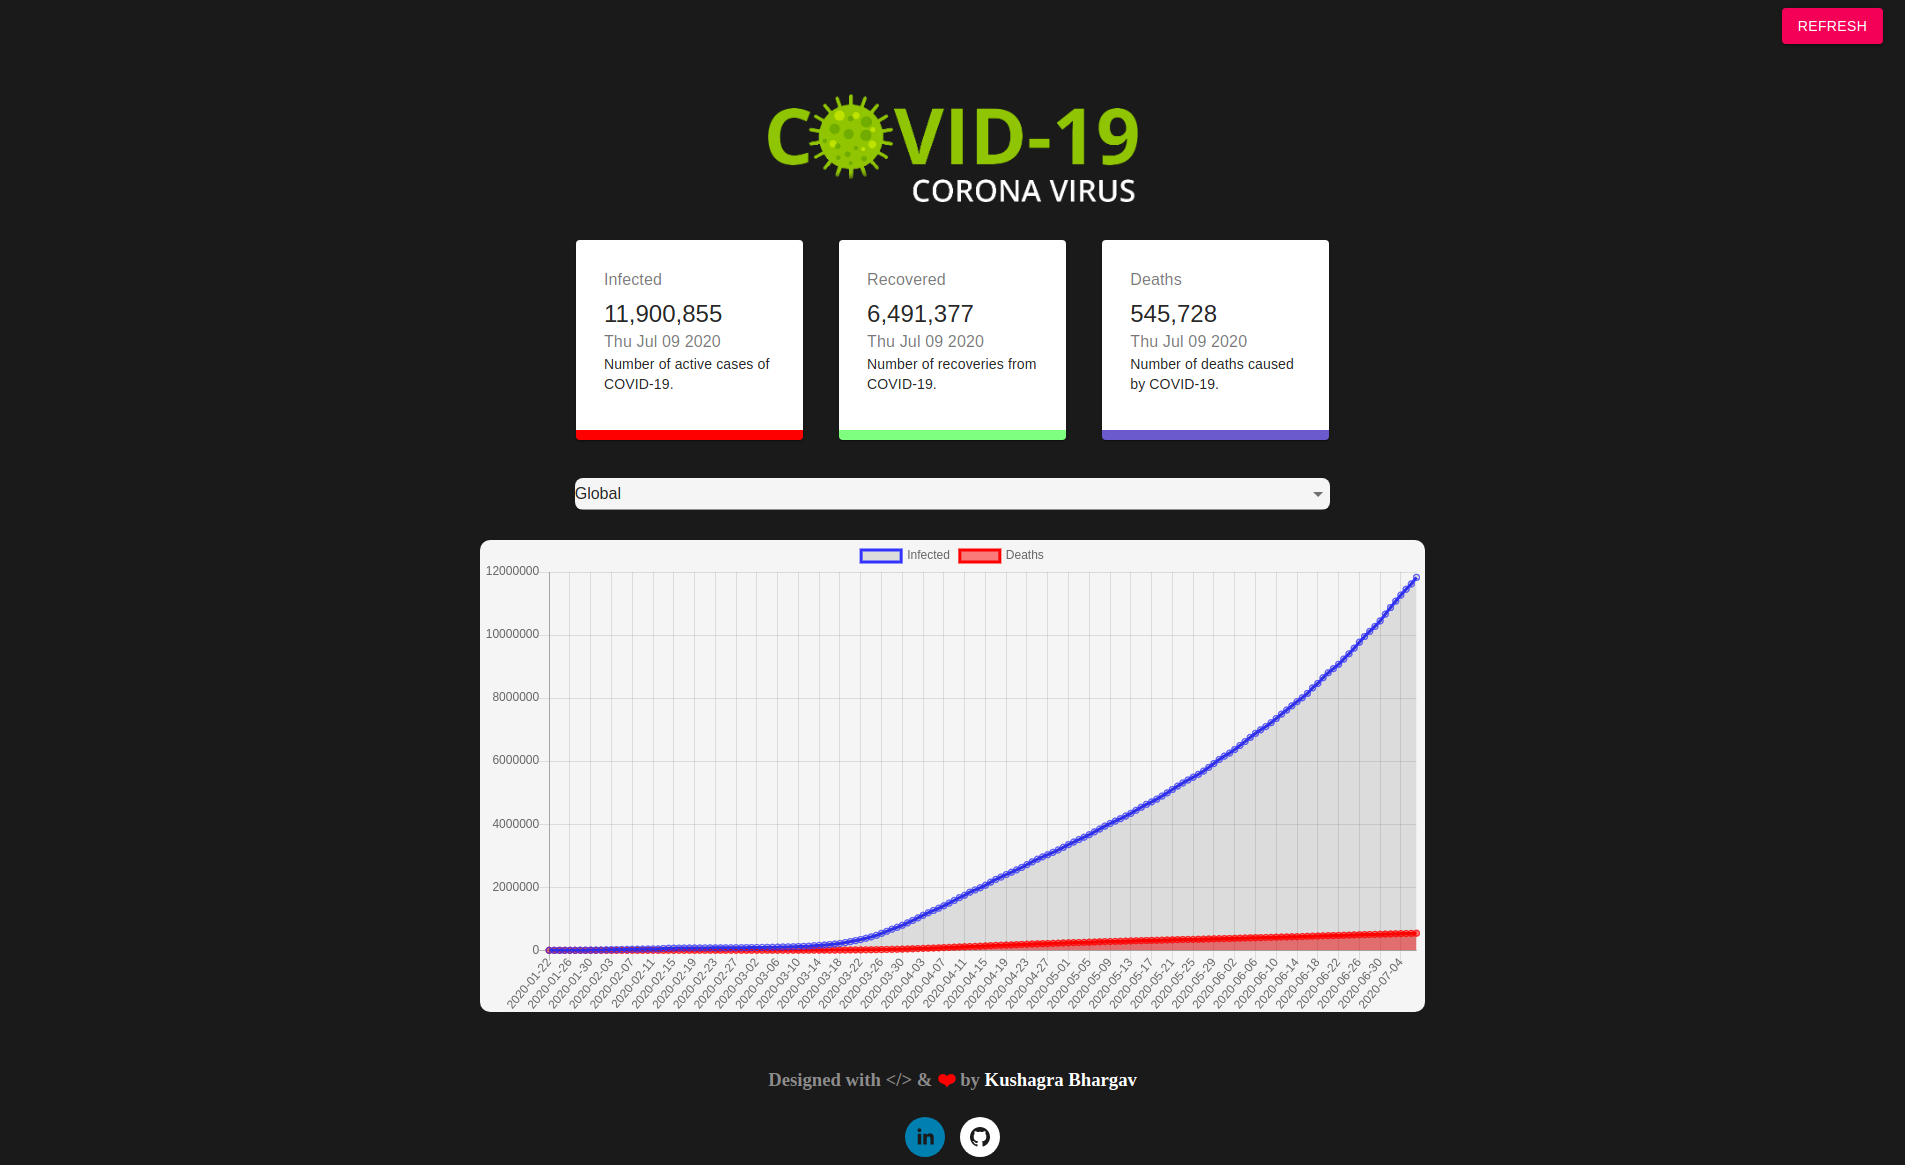 REFRESH
COVID-19
CORONA VIRUS
Infected
11,900,855
Thu Jul 09 2020
Number of active cases of
COVID-19.
Recovered
6,491,377
Thu Jul 09 2020
Number of recoveries from
COVID-19.
Deaths
545,728
Thu Jul 09 2020
Number of deaths caused
by COVID-19.
Global
Infected Deaths
12000000
10000000
8000000
6000000
4000000
2000000
0
2020-01-22
2020-01-26
2020-01-30
2020-02-03
2020-02-07
2020-02-11
2020-02-15
2020-02-19
2020-02-23
2020-02-27
2020-03-02
2020-03-06
2020-03-10
2020-03-14
2020-03-18
2020-03-22
2020-03-26
2020-03-30
2020-04-03
2020-04-07
2020-04-11
2020-04-15
2020-04-19
2020-04-23
2020-04-27
2020-05-01
2020-05-05
2020-05-09
2020-05-13
2020-05-17
2020-05-21
2020-05-25
2020-05-29
2020-06-02
2020-06-06
2020-06-10
2020-06-14
2020-06-18
2020-06-22
2020-06-26
2020-06-30
2020-07-04
Designed with </> & ❤ by Kushagra Bhargav
in